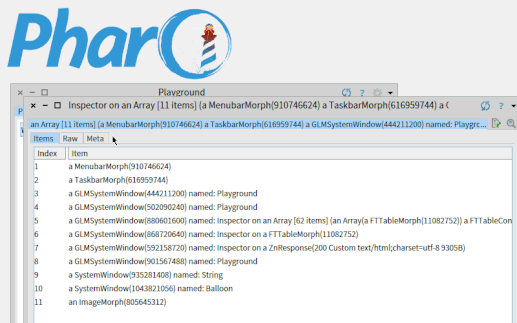 Pharo
Playground
Inspector on an Array [11 items] (a MenubarMorph(910746624) a TaskbarMorph(616959744) a
an Array [11 items] (a MenubarMorph(910746624) a TaskbarMorph(616959744) a GLMSystemWindow(444211200) named: Playgrc...
Items Raw Meta
Index Item
1 a MenubarMorph(910746624)
2 a TaskbarMorph(616959744)
3 a GLMSystemWindow(444211200) named: Playground
4 a GLMSystemWindow(502090240) named: Playground
5 a GLMSystemWindow(880601600) named: Inspector on an Array [62 items] (an Array(a FTTableMorph(11082752)) a FTTableCon
6 a GLMSystemWindow(868720640) named: Inspector on a FTTableMorph(11082752)
7 a GLMSystemWindow(592158720) named: Inspector on a ZnResponse(200 Custom text/html;charset=utf-8 9305B)
8 a GLMSystemWindow(901567488) named: Playground
9 a SystemWindow(935281408) named: String
10 a SystemWindow(1043821056) named: Balloon
11 an ImageMorph(805645312)